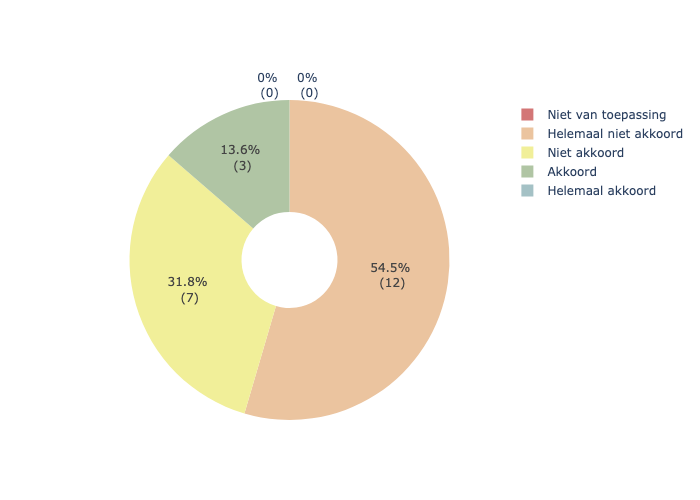 0%
(0)
0%
(0)
13.6%
(3)
54.5%
(12)
31.8%
(7)
Niet van toepassing
Helemaal niet akkoord
Niet akkoord
Akkoord
Helemaal akkoord